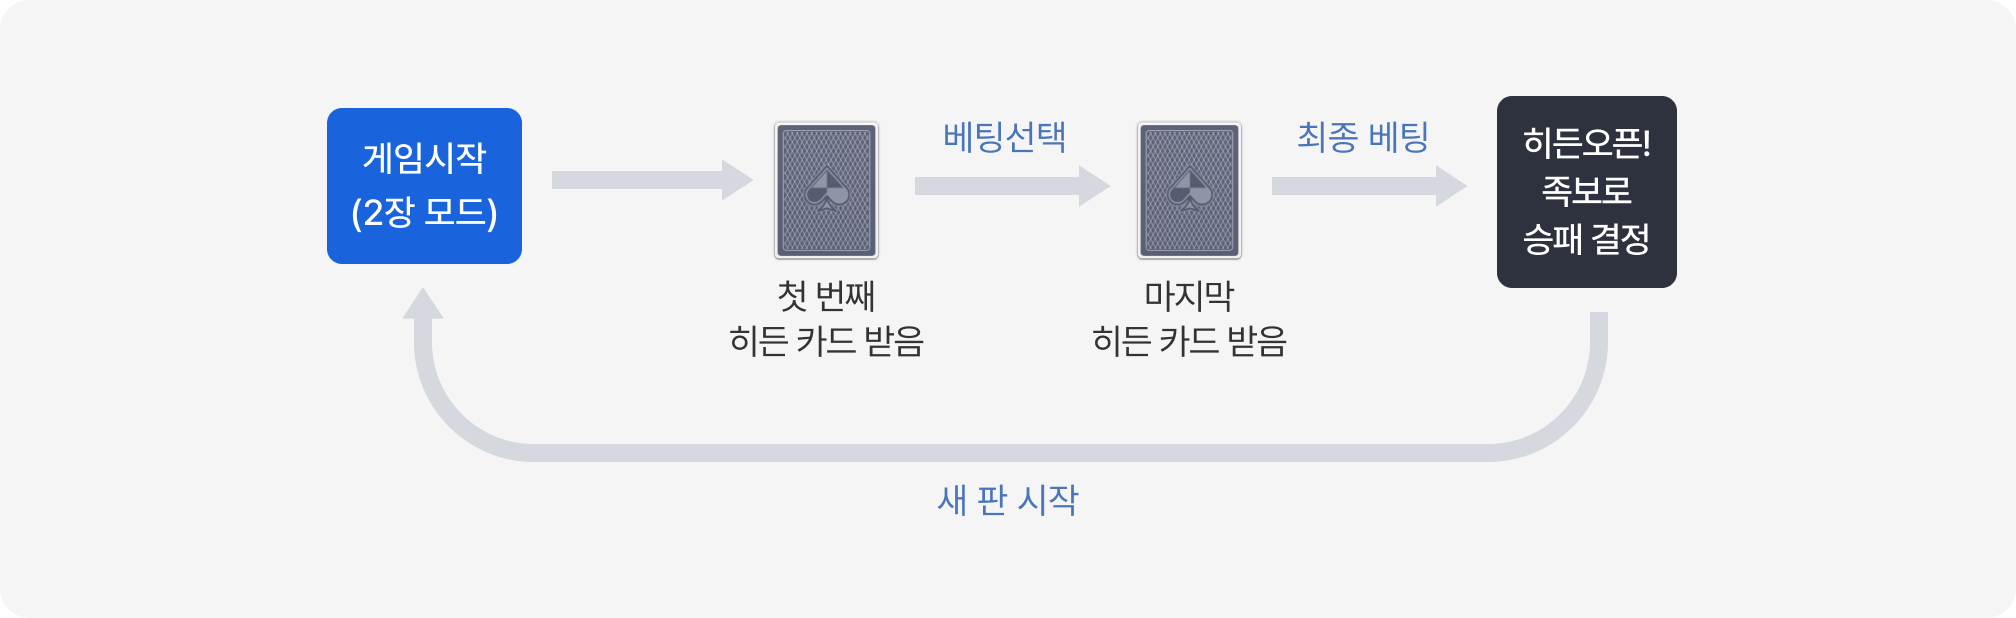 게임시작
(2장 모드)
첫 번째
히든 카드 받음
베팅선택
마지막
히든 카드 받음
최종 베팅
히든오픈!
족보로
승패 결정
새 판 시작